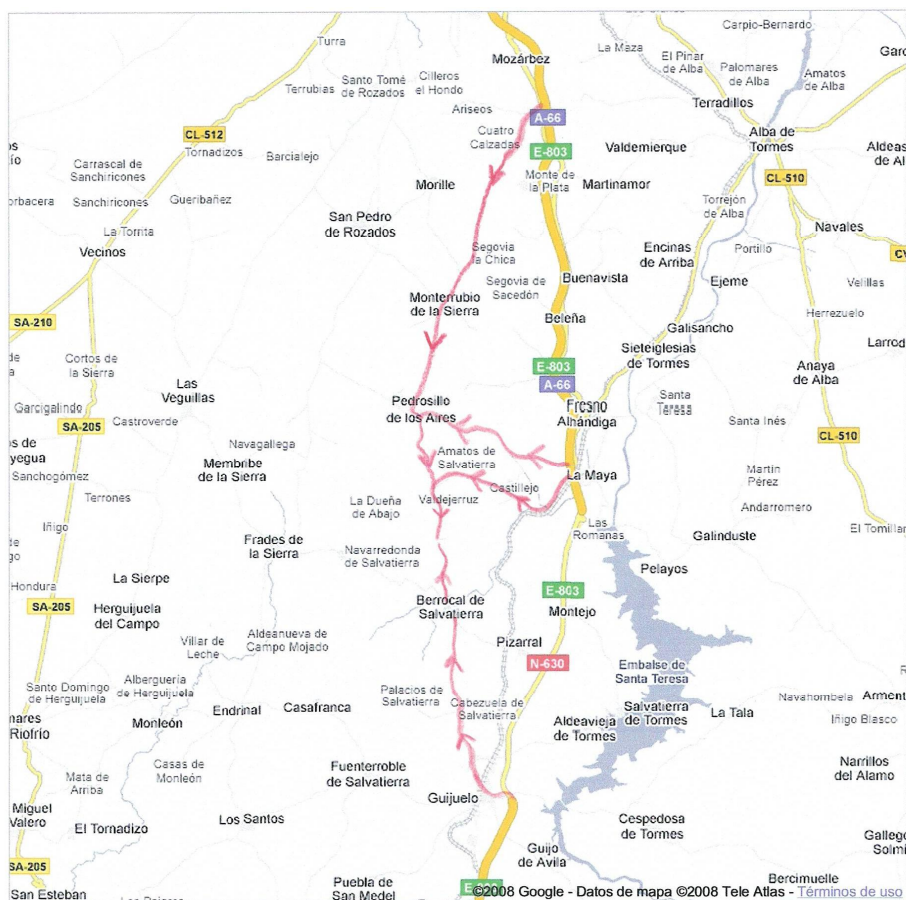 Carpio-Bernardo
Turra
La Maza
Mozárbez
El Pinar
de Alba
Palomares
de Alba
Amatos
de Alba
Santo Tomé
de Rozados
Cilleros
el Hondo
Terrubias
Ariseos
Terradillos
A-66
CL-512
Cuatro
Calzadas
Alba de
Tormes
Tornadizos
Barcialejo
E-803
Valdemierque
Carrascal de
Sanchiricones
Monte de
la Plata
Martinamor
CL-510
Morille
Sanchiricones
Gueribañez
Torrejón
de Alba
San Pedro
de Rozados
Navales
La Torrita
Vecinos
Segovia
la Chica
Encinas
de Arriba
Portillo
Buenavista
Segovia de
Sacedón
Ejeme
Velillas
Monterrubio
de la Sierra
Herrezuelo
SA-210
Beleña
Galisancho
Sieteiglesias
de Tormes
Cortos de
la Sierra
E-803
A-66
Anaya
de Alba
Las
Veguillas
Santa
Teresa
Pedrosillo
de los Aires
Fresno
Alhándiga
Garcigalindo
Castroverde
Santa Inés
SA-205
CL-510
Navagallega
Amatos de
Salvatierra
Membribe
de la Sierra
Sanchogómez
La Maya
Martín
Pérez
Terrones
Castillejo
Valdejerruz
La Dueña
de Abajo
Andarromero
Iñigo
Las
Romanas
El Tomillar
Frades de
la Sierra
Galinduste
Navarredonda
de Salvatierra
Pelayos
La Sierpe
Hondura
E-803
SA-205
Berrocal de
Salvatierra
Montejo
Herguijuela
del Campo
Aldeanueva de
Campo Mojado
Villar de
Leche
Pizarral
N-630
Embalse de
Santa Teresa
Alberguería
de Herguijuela
Santo Domingo
de Herguijuela
Palacios de
Salvatierra
Cabezuela de
Salvatierra
Salvatierra
de Tormes
Navahombela
Endrinal
Casafranca
La Tala
Monleón
Aldeavieja
de Tormes
Iñigo Blasco
Riofrío
Casas de
Monleón
Fuenterroble
de Salvatierra
Narrillos
del Alamo
Mata de
Arriba
Guijuelo
Miguel
Valero
Los Santos
El Tornadizo
Cespedosa
de Tormes
Guijo
de Avila
SA-205
Bercimuelle
San Esteban
Puebla de
San Medel
©2008 Google - Datos de mapa ©2008 Tele Atlas - Términos de uso